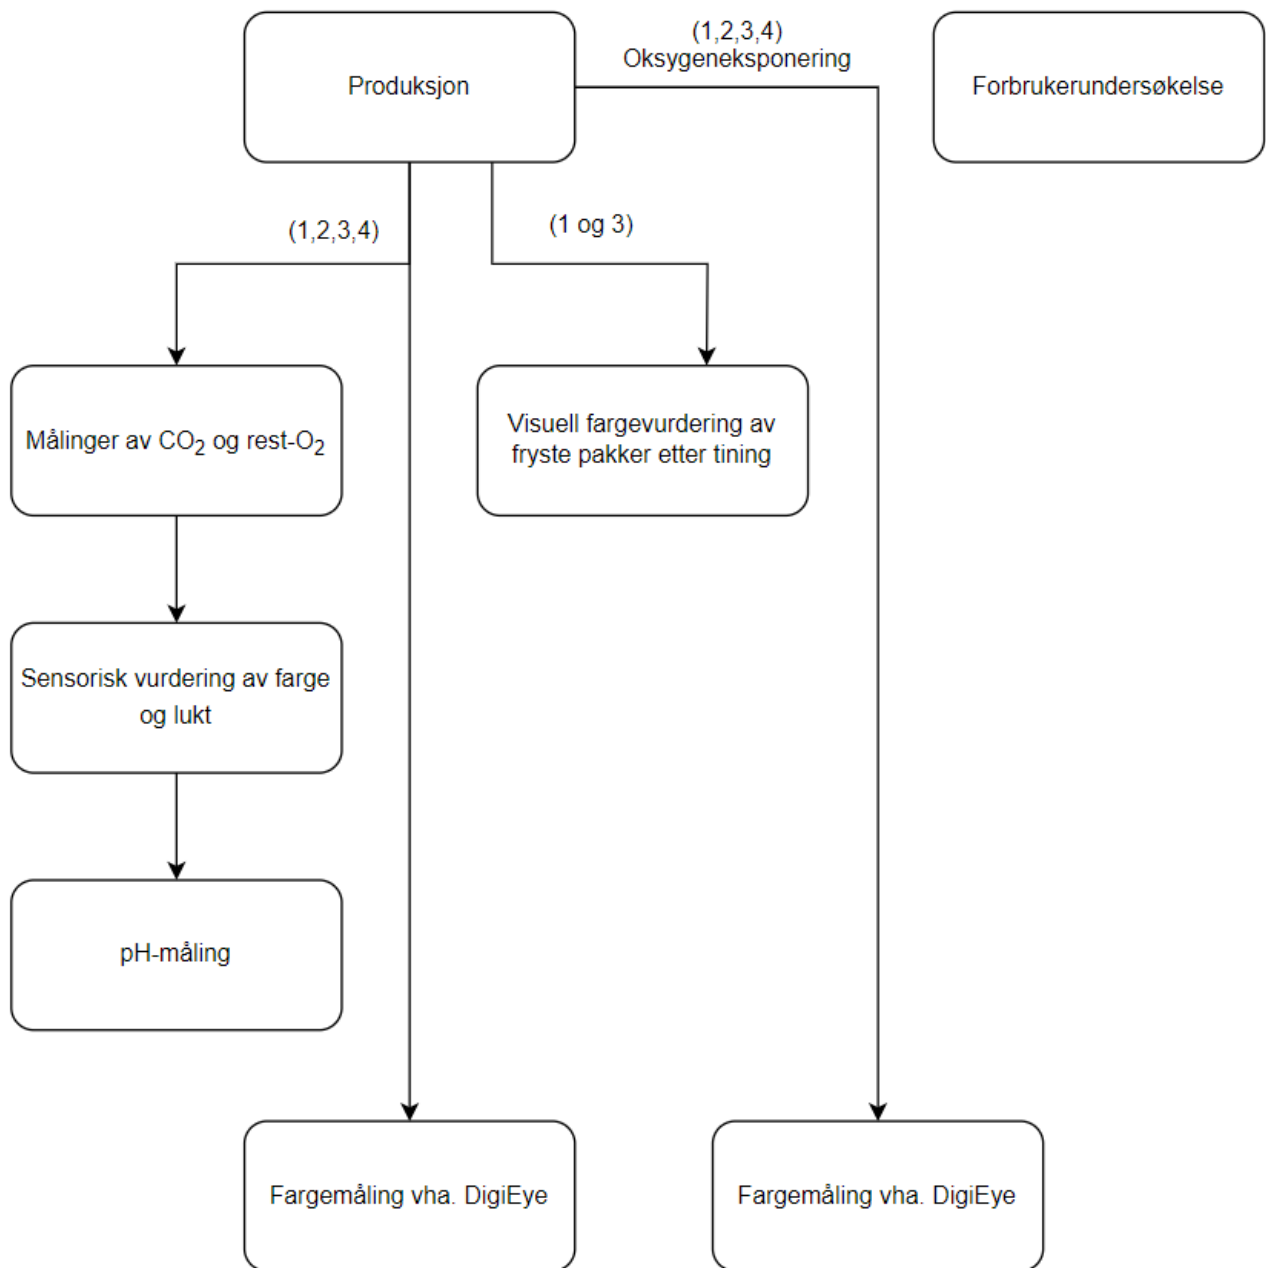 (1,2,3,4)
Oksygeneksponering
Produksjon
Forbrukerundersøkelse
(1,2,3,4)
(1 og 3)
Målinger av CO₂ og rest-O₂
Visuell fargevurdering av
fryste pakker etter tining
Sensorisk vurdering av farge
og lukt
pH-måling
Fargemåling vha. DigiEye
Fargemåling vha. DigiEye